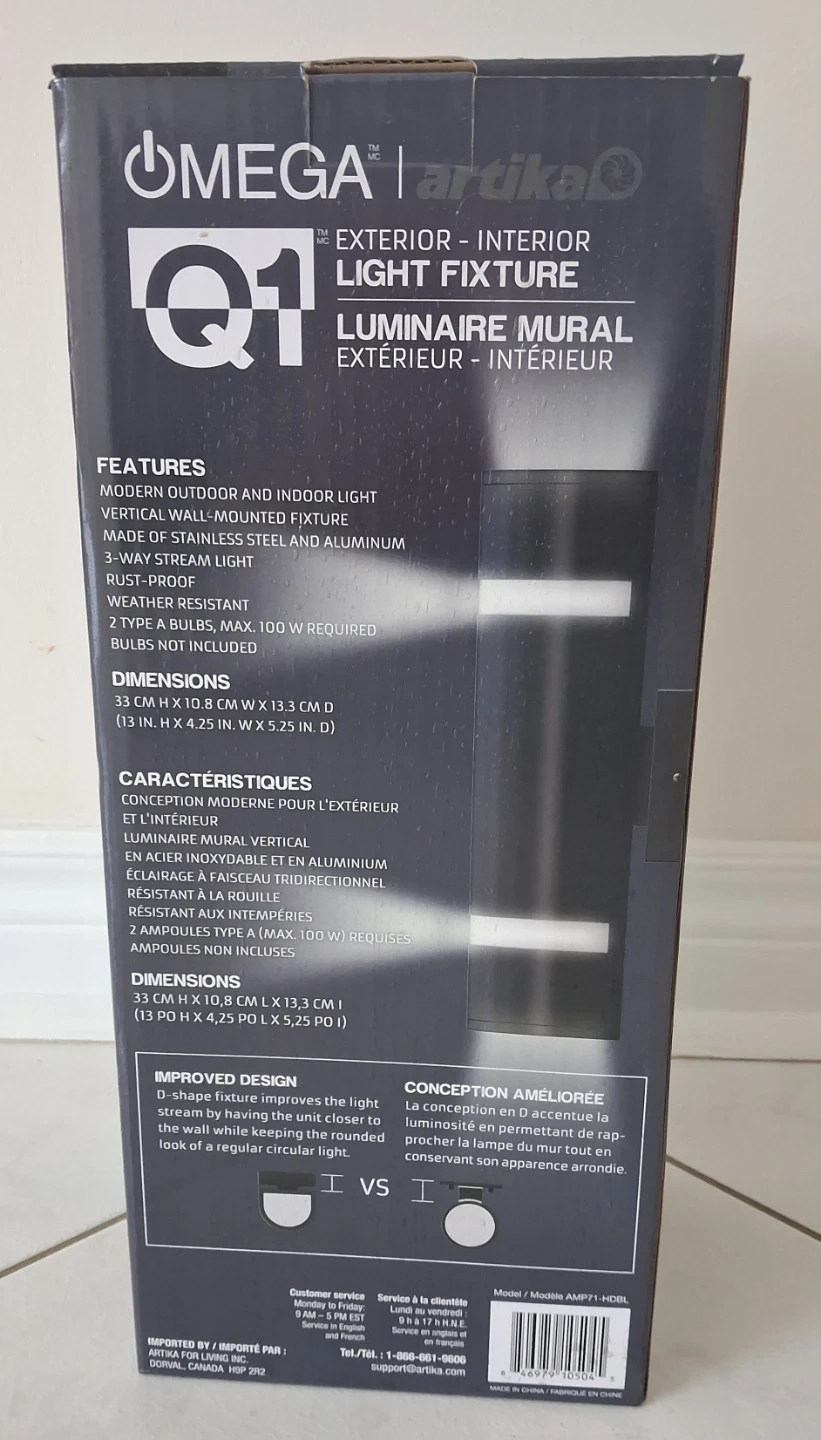 OMEGA TM MC | artika
Q1 TM MC
EXTERIOR - INTERIOR
LIGHT FIXTURE
LUMINAIRE MURAL
EXTÉRIEUR - INTÉRIEUR
FEATURES
MODERN OUTDOOR AND INDOOR LIGHT
VERTICAL WALL-MOUNTED FIXTURE
MADE OF STAINLESS STEEL AND ALUMINUM
3-WAY STREAM LIGHT
RUST-PROOF
WEATHER RESISTANT
2 TYPE A BULBS, MAX. 100 W REQUIRED
BULBS NOT INCLUDED
DIMENSIONS
33 CM H X 10.8 CM W X 13.3 CM D
(13 IN. H X 4.25 IN. W X 5.25 IN. D)
CARACTÉRISTIQUES
CONCEPTION MODERNE POUR L'EXTÉRIEUR
ET L'INTÉRIEUR
LUMINAIRE MURAL VERTICAL
EN ACIER INOXYDABLE ET EN ALUMINIUM
ÉCLAIRAGE À FAISCEAU TRIDIRECTIONNEL
RÉSISTANT À LA ROUILLE
RÉSISTANT AUX INTEMPÉRIES
2 AMPOULES TYPE A (MAX. 100 W) REQUISES
AMPOULES NON INCLUSES
DIMENSIONS
33 CM H X 10,8 CM L X 13,3 CM I
(13 PO H X 4,25 PO L X 5,25 PO I)
IMPROVED DESIGN
D-shape fixture improves the light
stream by having the unit closer to
the wall while keeping the rounded
look of a regular circular light.
CONCEPTION AMÉLIORÉE
La conception en D accentue la
luminosité en permettant de rap-
procher la lampe du mur tout en
conservant son apparence arrondie.
VS
IMPORTED BY / IMPORTÉ PAR :
ARTIKA FOR LIVING INC.
DORVAL, CANADA H9P 2R2
Customer service
Monday to Friday:
9 AM – 5 PM EST
Service in English
and French
Service à la clientèle
Lundi au vendredi :
9 h à 17 h H.N.E.
Service en anglais et
en français
Tel./Tél. : 1-866-661-9606
support@artika.com
Model / Modèle AMP71-HDBL
8 46979 10504 5
MADE IN CHINA / FABRIQUÉ EN CHINE